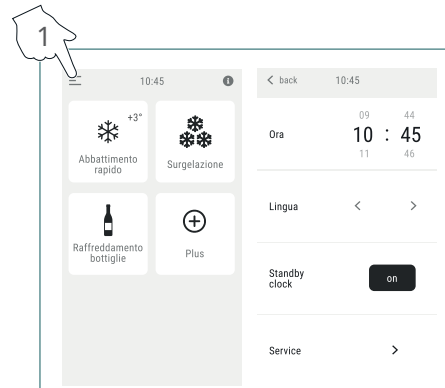 1
10:45
+3°
Abbattimento
rapido
Surgelazione
Raffreddamento
bottiglie
Plus
back 10:45
09 44
Ora 10 : 45
11 46
Lingua
Standby
clock
on
Service